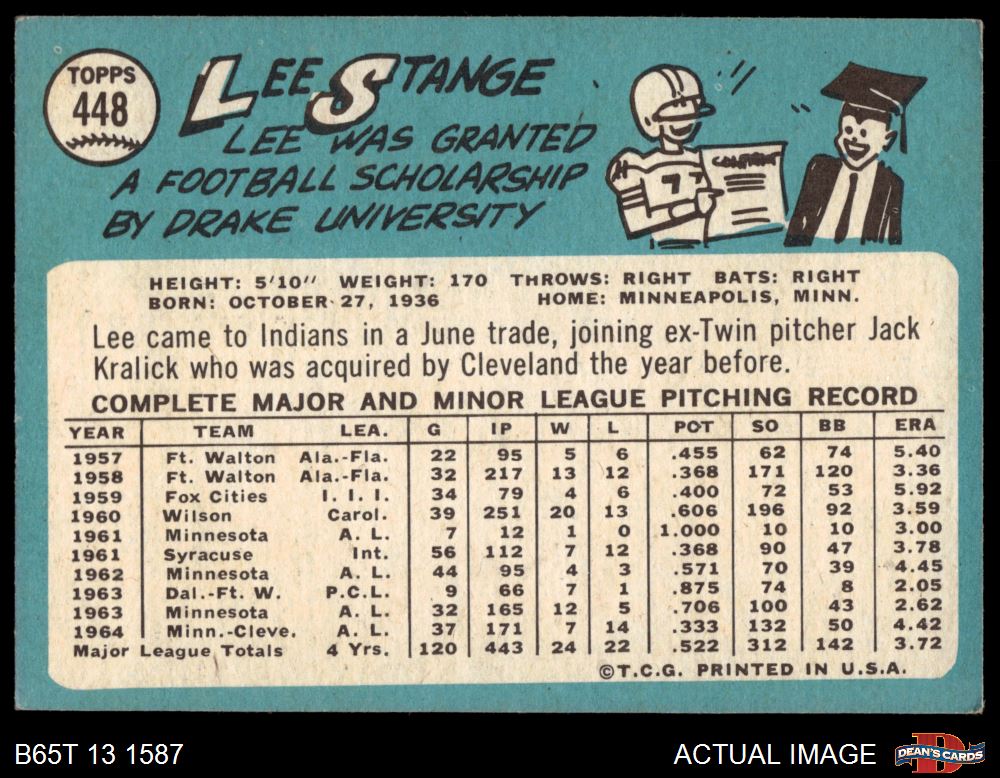 TOPPS
448
LEE STANGE
LEE WAS GRANTED
A FOOTBALL SCHOLARSHIP
BY DRAKE UNIVERSITY
CONTRACT
77
HEIGHT: 5'10" WEIGHT: 170 THROWS: RIGHT BATS: RIGHT
BORN: OCTOBER 27, 1936 HOME: MINNEAPOLIS, MINN.
Lee came to Indians in a June trade, joining ex-Twin pitcher Jack
Kralick who was acquired by Cleveland the year before.
COMPLETE MAJOR AND MINOR LEAGUE PITCHING RECORD
YEAR TEAM LEA. G IP W L PCT SO BB ERA
1957 Ft. Walton Ala.-Fla. 22 95 5 6 .455 62 74 5.40
1958 Ft. Walton Ala.-Fla. 32 217 13 12 .368 171 120 3.36
1959 Fox Cities I. I. I. 34 79 4 6 .400 72 53 5.92
1960 Wilson Carol. 39 251 20 13 .606 196 92 3.59
1961 Minnesota A. L. 7 12 1 0 1.000 10 10 3.00
1961 Syracuse Int. 56 112 7 12 .368 90 47 3.78
1962 Minnesota A. L. 44 95 4 3 .571 70 39 4.45
1963 Dal.-Ft. W. P.C.L. 9 66 7 1 .875 74 8 2.05
1963 Minnesota A. L. 32 165 12 5 .706 100 43 2.62
1964 Minn.-Cleve. A. L. 37 171 7 14 .333 132 50 4.42
Major League Totals 4 Yrs. 120 443 24 22 .522 312 142 3.72
©T.C.G. PRINTED IN U.S.A.
B65T 13 1587
ACTUAL IMAGE
DEAN'S CARDS